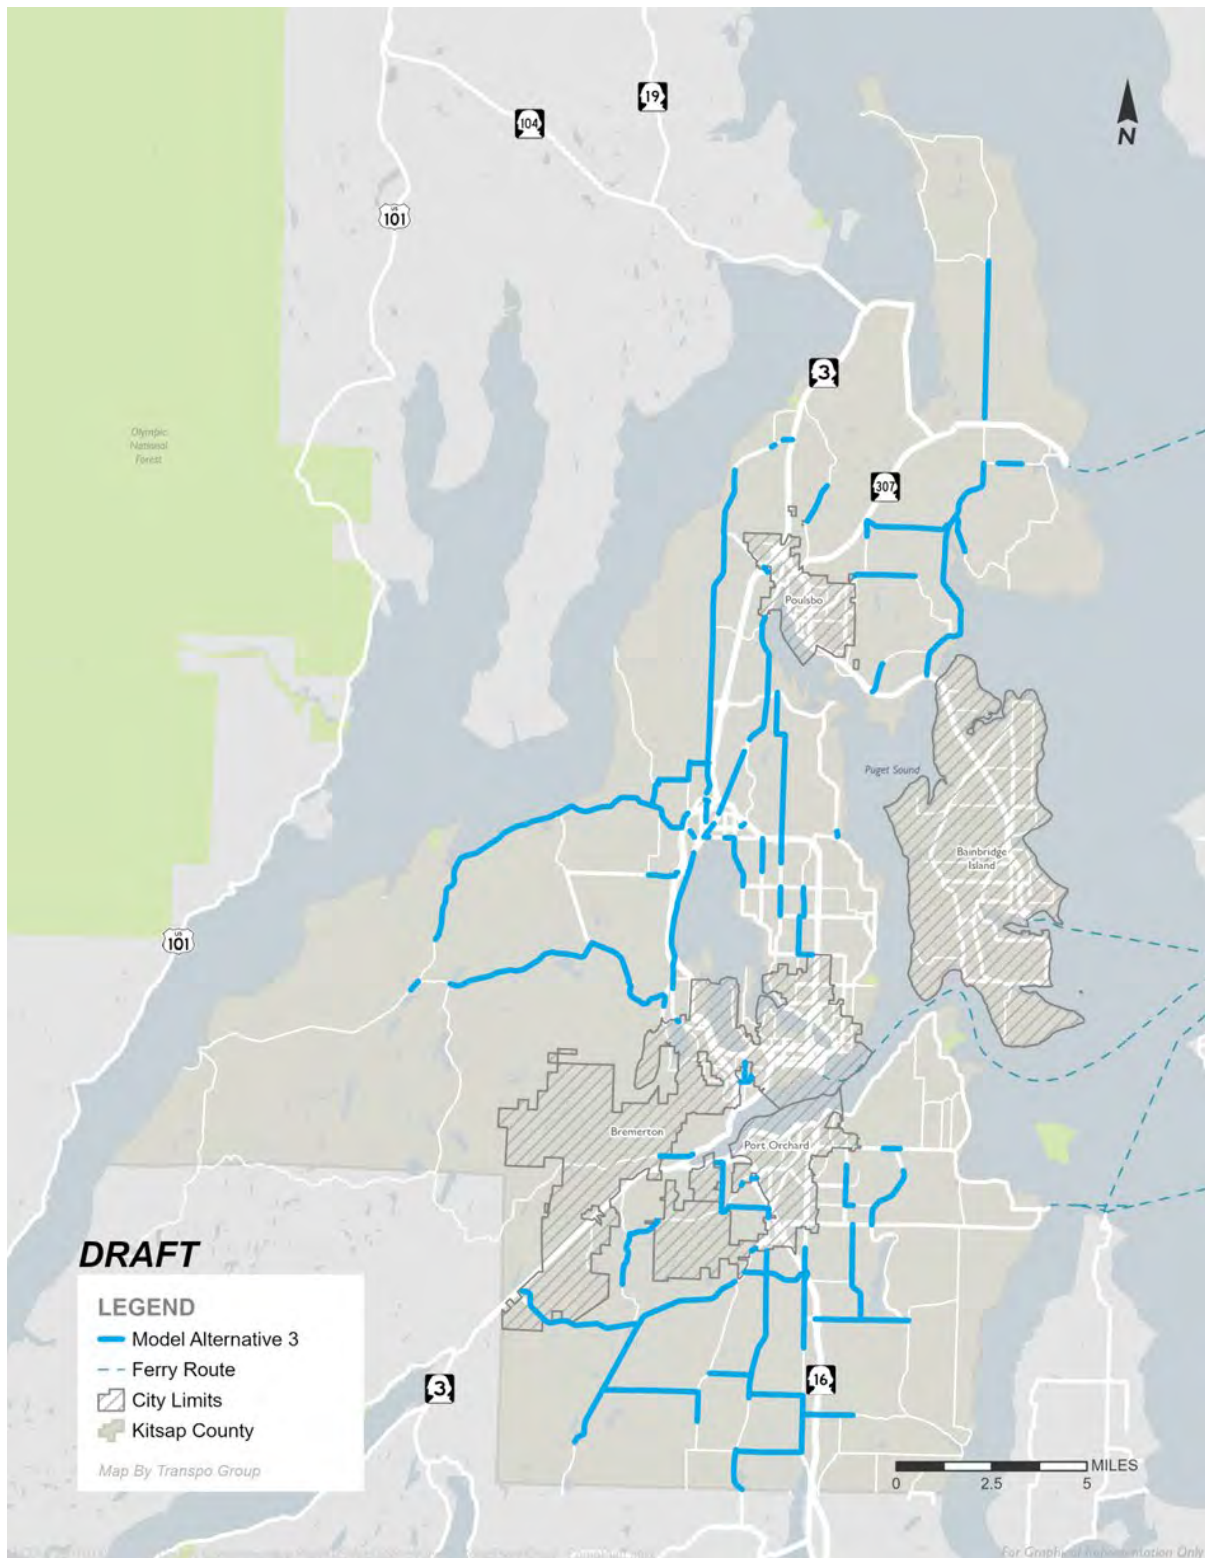 19
104
N
US
101
3
Olympic
National
Forest
307
Poulsbo
Puget Sound
Bainbridge
Island
US
101
Bremerton
Port Orchard
DRAFT
LEGEND
Model Alternative 3
Ferry Route
City Limits
Kitsap County
Map By Transpo Group
3
16
MILES
0 2.5 5
For Graphical Representation Only